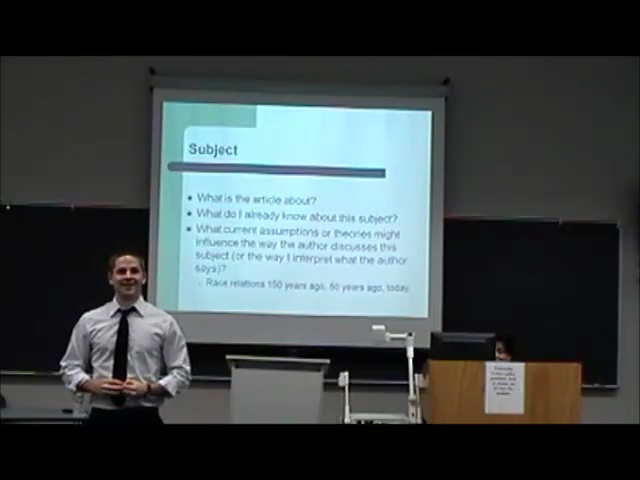 Subject
• What is the article about?
• What do I already know about this subject?
• What current assumptions or theories might
influence the way the author discusses this
subject (or the way I interpret what the author
says)?
– Race relations 150 years ago, 50 years ago, today